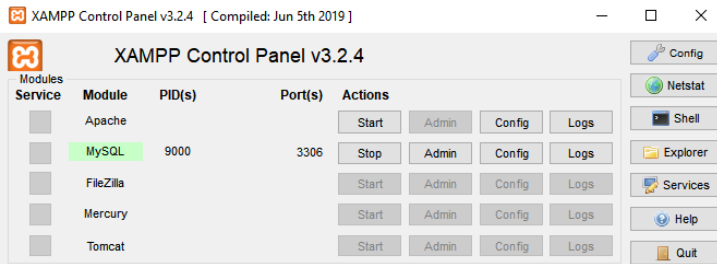 XAMPP Control Panel v3.2.4 [ Compiled: Jun 5th 2019 ]
XAMPP Control Panel v3.2.4
Config
Modules
Service Module PID(s) Port(s) Actions
Netstat
Apache Start Admin Config Logs
Shell
MySQL 9000 3306 Stop Admin Config Logs
Explorer
FileZilla Start Admin Config Logs
Services
Mercury Start Admin Config Logs
Help
Tomcat Start Admin Config Logs
Quit